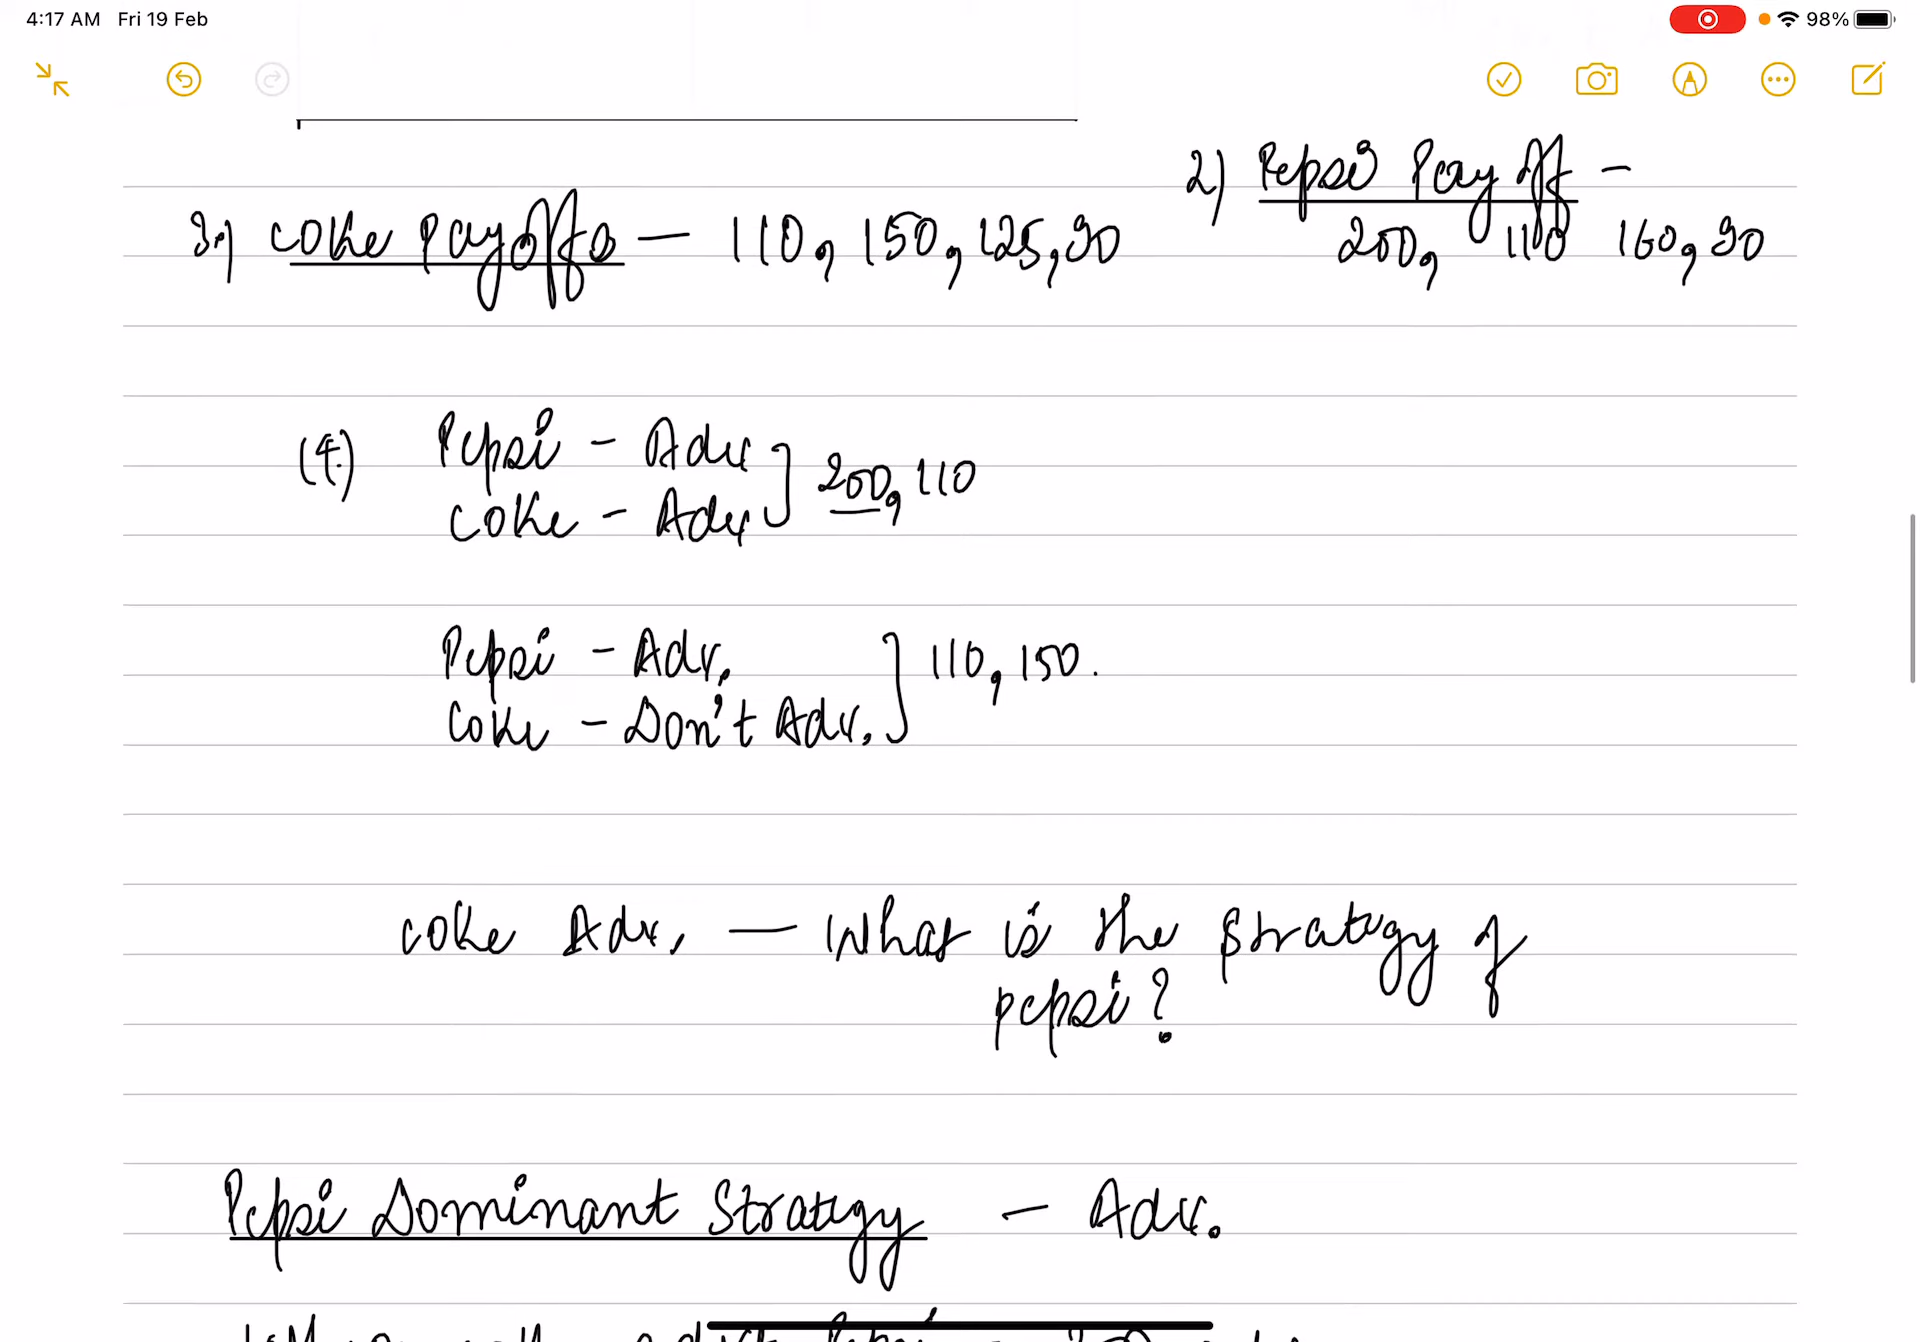 4:17 AM Fri 19 Feb
98%
2) Pepsi Pay off -
3.) Coke Payoffs - 110, 150, 125, 90
200, 110 160, 90
(4.) Pepsi - Adv
Coke - Adv
200, 110
Pepsi - Adv.
Coke - Don't Adv.
110, 150.
Coke Adv. - What is the strategy of
pepsi?
Pepsi Dominant Strategy - Adv.